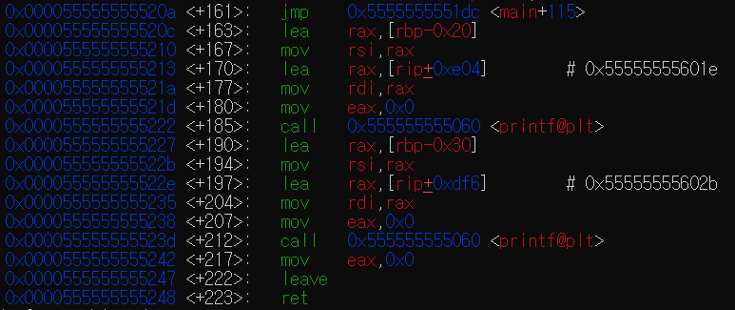 0x000055555555520a <+161>: jmp 0x5555555551dc <main+115>
0x000055555555520c <+163>: lea rax,[rbp-0x20]
0x0000555555555210 <+167>: mov rsi,rax
0x0000555555555213 <+170>: lea rax,[rip+0xe04] # 0x55555555601e
0x000055555555521a <+177>: mov rdi,rax
0x000055555555521d <+180>: mov eax,0x0
0x0000555555555222 <+185>: call 0x555555555060 <printf@plt>
0x0000555555555227 <+190>: lea rax,[rbp-0x30]
0x000055555555522b <+194>: mov rsi,rax
0x000055555555522e <+197>: lea rax,[rip+0xdf6] # 0x55555555602b
0x0000555555555235 <+204>: mov rdi,rax
0x0000555555555238 <+207>: mov eax,0x0
0x000055555555523d <+212>: call 0x555555555060 <printf@plt>
0x0000555555555242 <+217>: mov eax,0x0
0x0000555555555247 <+222>: leave
0x0000555555555248 <+223>: ret